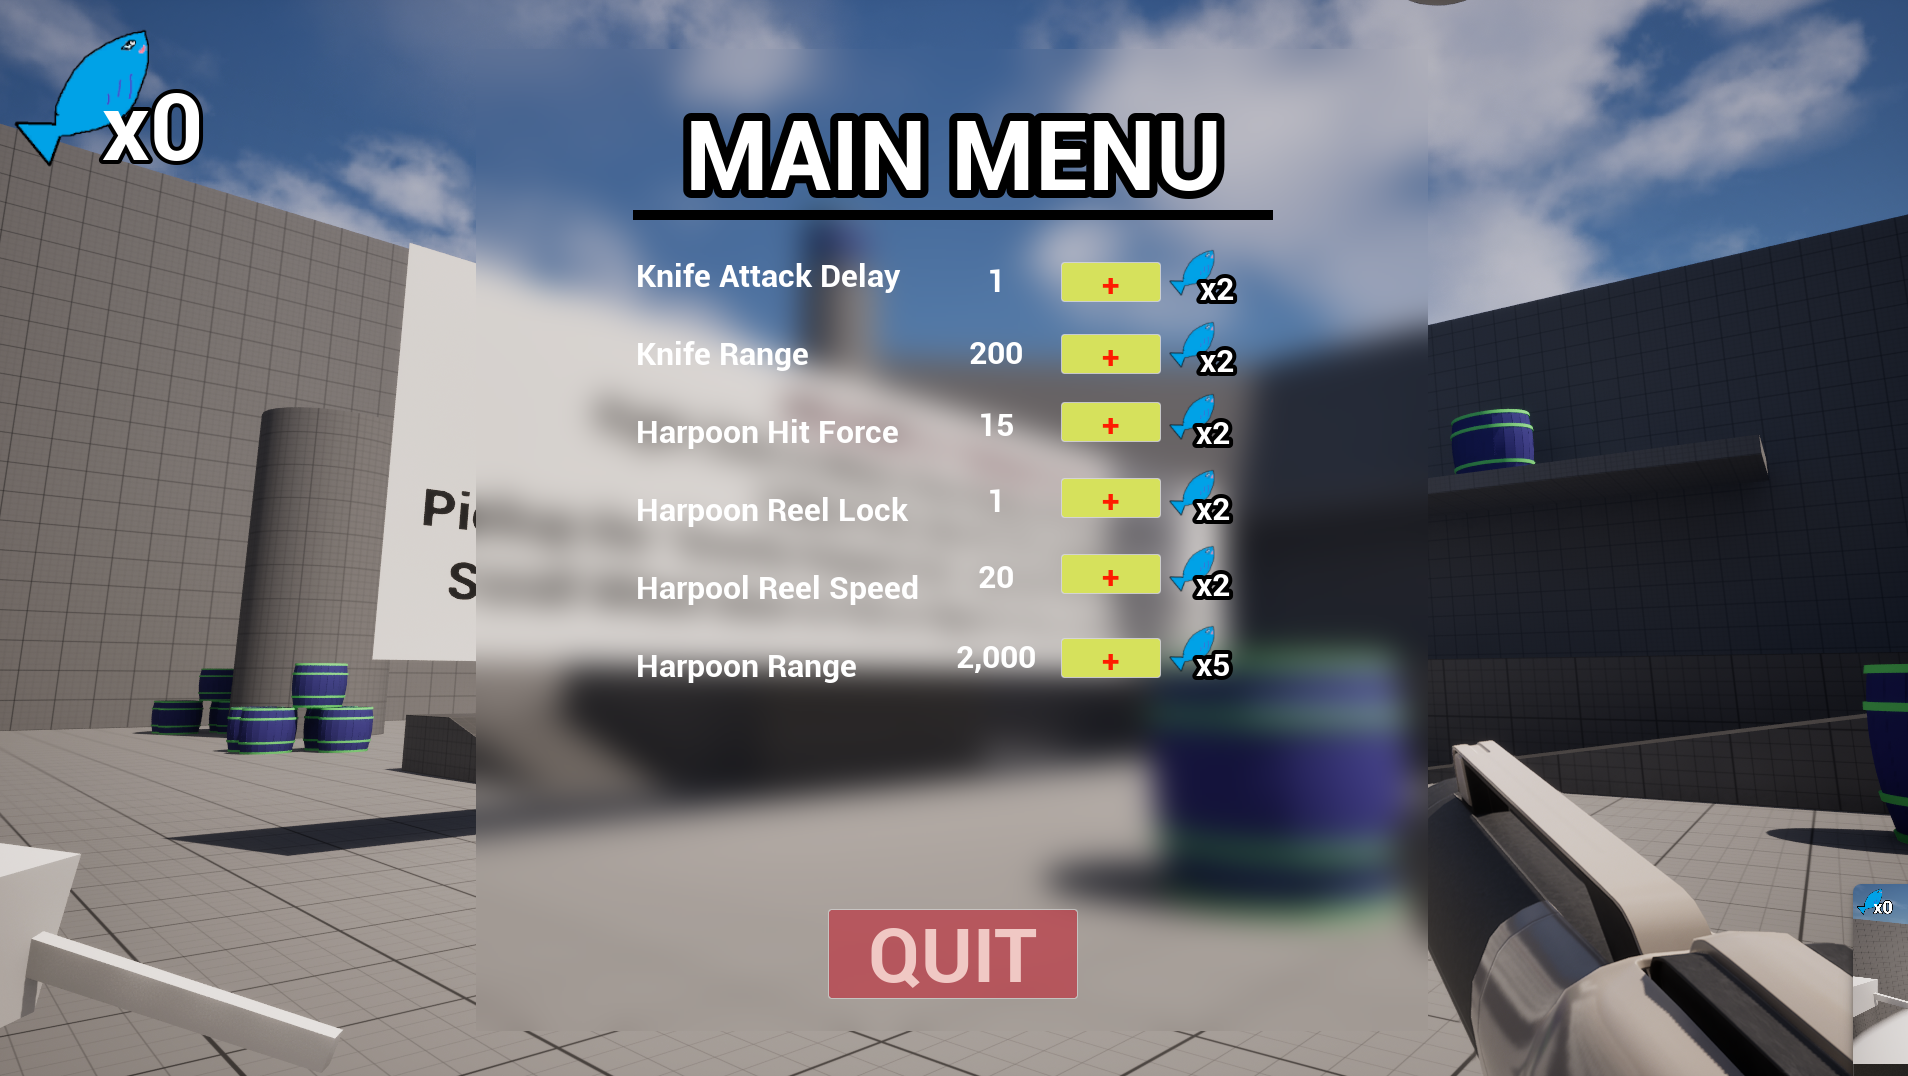 x0
MAIN MENU
Knife Attack Delay 1 + x2
Knife Range 200 + x2
Harpoon Hit Force 15 + x2
Harpoon Reel Lock 1 + x2
Harpool Reel Speed 20 + x2
Harpoon Range 2,000 + x5
QUIT
x0